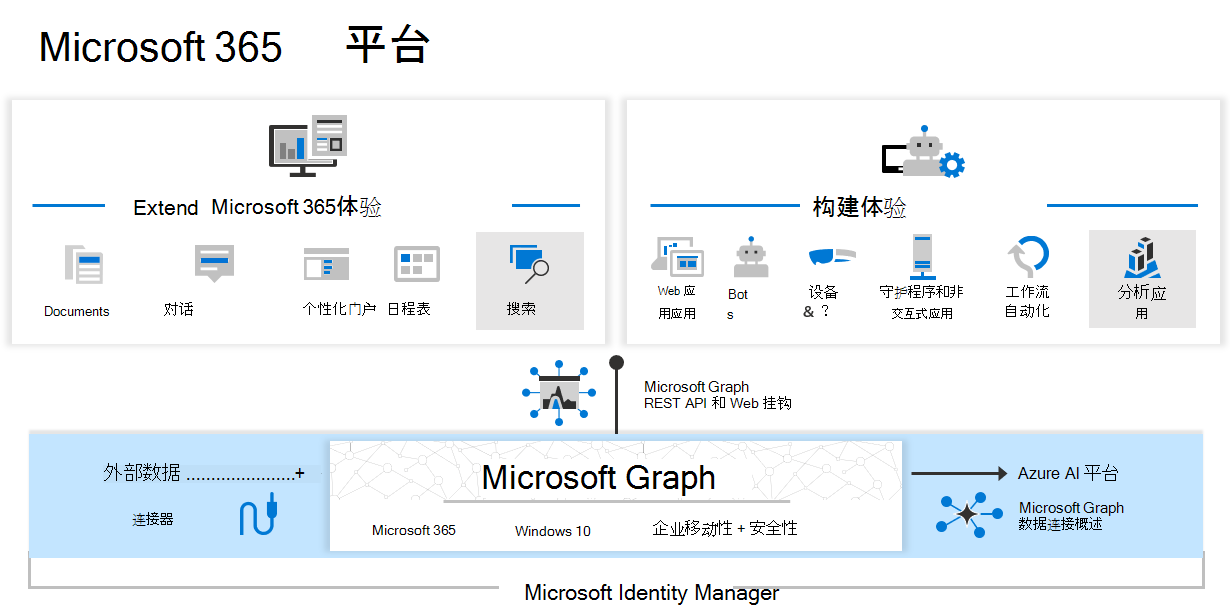 Microsoft 365 平台
Extend Microsoft 365体验
Documents
对话
个性化门户
日程表
搜索
构建体验
Web 应
用应用
Bot
s
设备
& ?
守护程序和非
交互式应用
工作流
自动化
分析应
用
Microsoft Graph
REST API 和 Web 挂钩
外部数据 ......................+
连接器
Microsoft Graph
Microsoft 365
Windows 10
企业移动性 + 安全性
Azure AI 平台
Microsoft Graph
数据连接概述
Microsoft Identity Manager